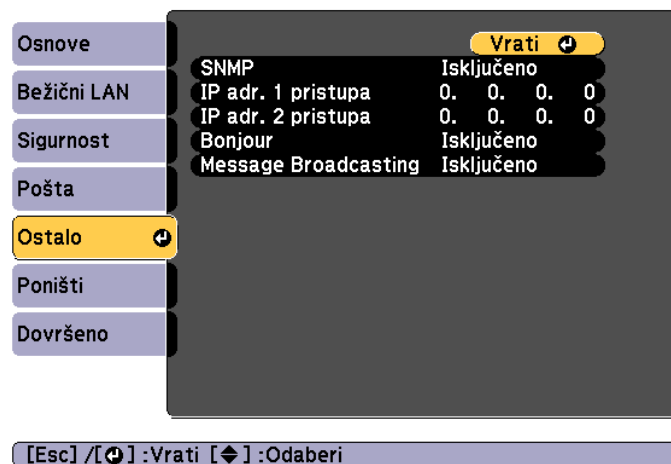 Osnove
Bežični LAN
Sigurnost
Pošta
Ostalo
Poništi
Dovršeno
Vrati
SNMP Isključeno
IP adr. 1 pristupa 0. 0. 0. 0
IP adr. 2 pristupa 0. 0. 0. 0
Bonjour Isključeno
Message Broadcasting Isključeno
[Esc] /[⏎] :Vrati [◆] :Odaberi